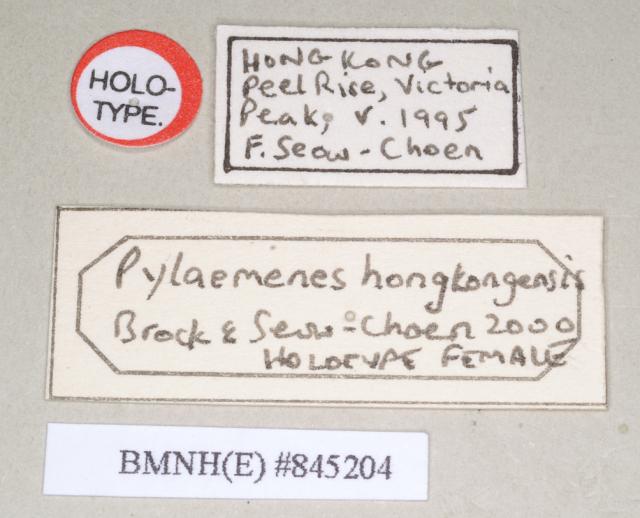 HOLO-
TYPE.
HONG KONG
Peel Rise, Victoria
Peak, V. 1995
F. Seow-Choen
Pylaemenes hongkongensis
Brock & Seow-Choen 2000
HOLOTYPE FEMALE
BMNH(E) #845204